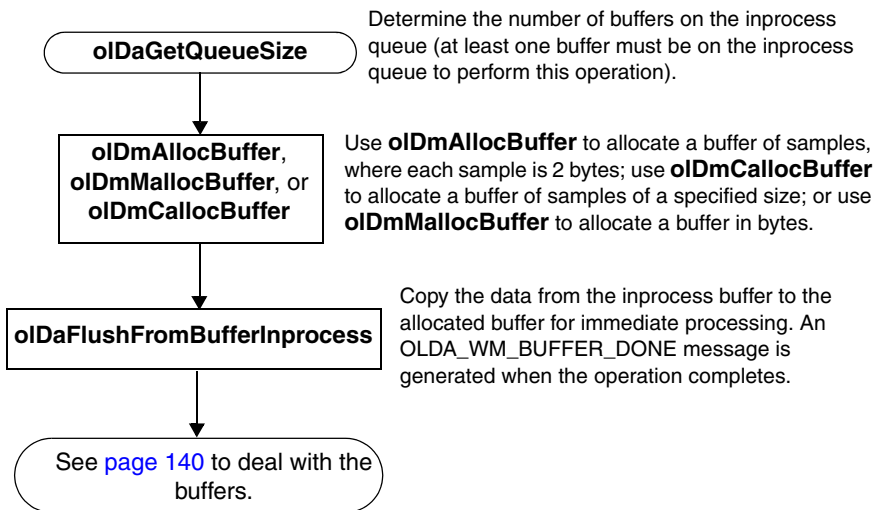 Determine the number of buffers on the inprocess
queue (at least one buffer must be on the inprocess
queue to perform this operation).
olDaGetQueueSize
olDmAllocBuffer,
olDmMallocBuffer, or
olDmCallocBuffer
Use olDmAllocBuffer to allocate a buffer of samples,
where each sample is 2 bytes; use olDmCallocBuffer
to allocate a buffer of samples of a specified size; or use
olDmMallocBuffer to allocate a buffer in bytes.
olDaFlushFromBufferInprocess
Copy the data from the inprocess buffer to the
allocated buffer for immediate processing. An
OLDA_WM_BUFFER_DONE message is
generated when the operation completes.
See page 140 to deal with the
buffers.